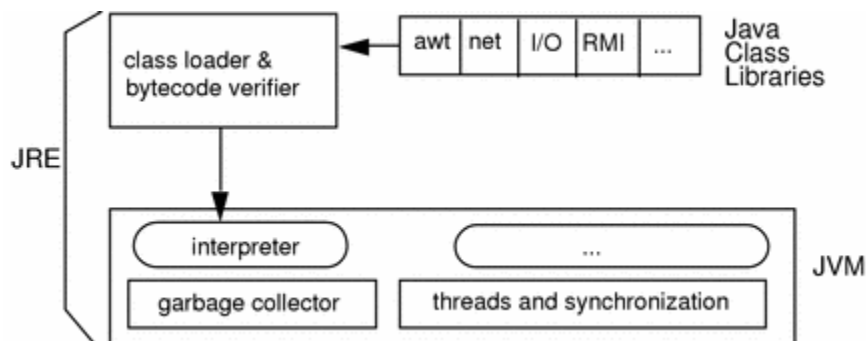 class loader &
bytecode verifier
awt net I/O RMI ...
Java
Class
Libraries
JRE
interpreter
...
JVM
garbage collector
threads and synchronization